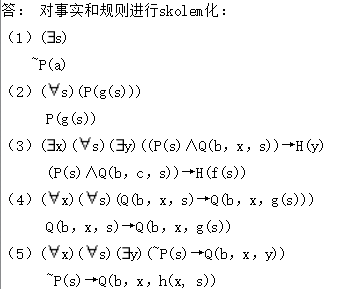 答： 对事实和规则进行skolem化：
（1）(∃s)
~P(a)
（2）(∀s)(P(g(s)))
P(g(s))
（3）(∃x)(∀s)(∃y)((P(s)∧Q(b, x, s))→H(y)
(P(s)∧Q(b, c, s))→H(f(s))
（4）(∀x)(∀s)(Q(b, x, s)→Q(b, x, g(s)))
Q(b, x, s)→Q(b, x, g(s))
（5）(∀x)(∀s)(∃y)(~P(s)→Q(b, x, y))
~P(s)→Q(b, x, h(x, s))